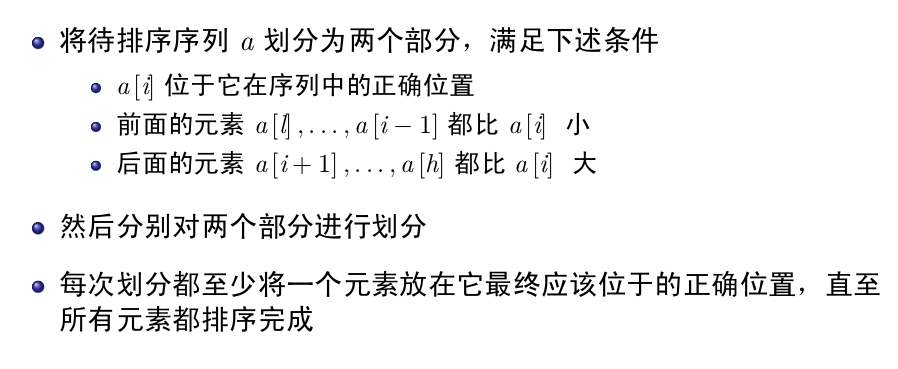 将待排序序列 a 划分为两个部分，满足下述条件
a[i] 位于它在序列中的正确位置
前面的元素 a[l],...,a[i − 1] 都比 a[i] 小
后面的元素 a[i + 1],...,a[h] 都比 a[i] 大
然后分别对两个部分进行划分
每次划分都至少将一个元素放在它最终应该位于的正确位置，直至
所有元素都排序完成